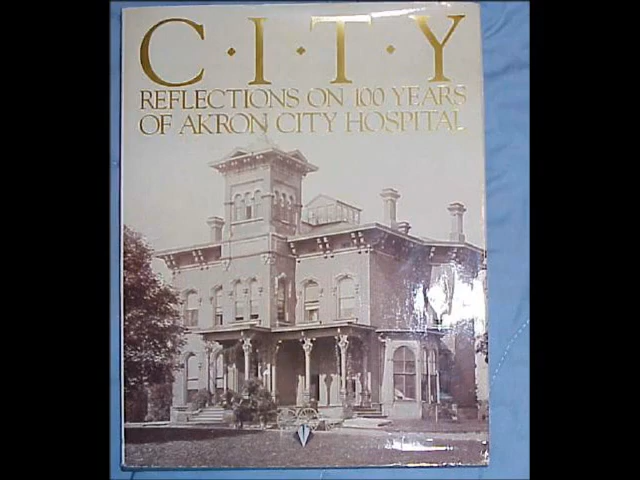 C·I·T·Y
REFLECTIONS ON 100 YEARS
OF AKRON CITY HOSPITAL